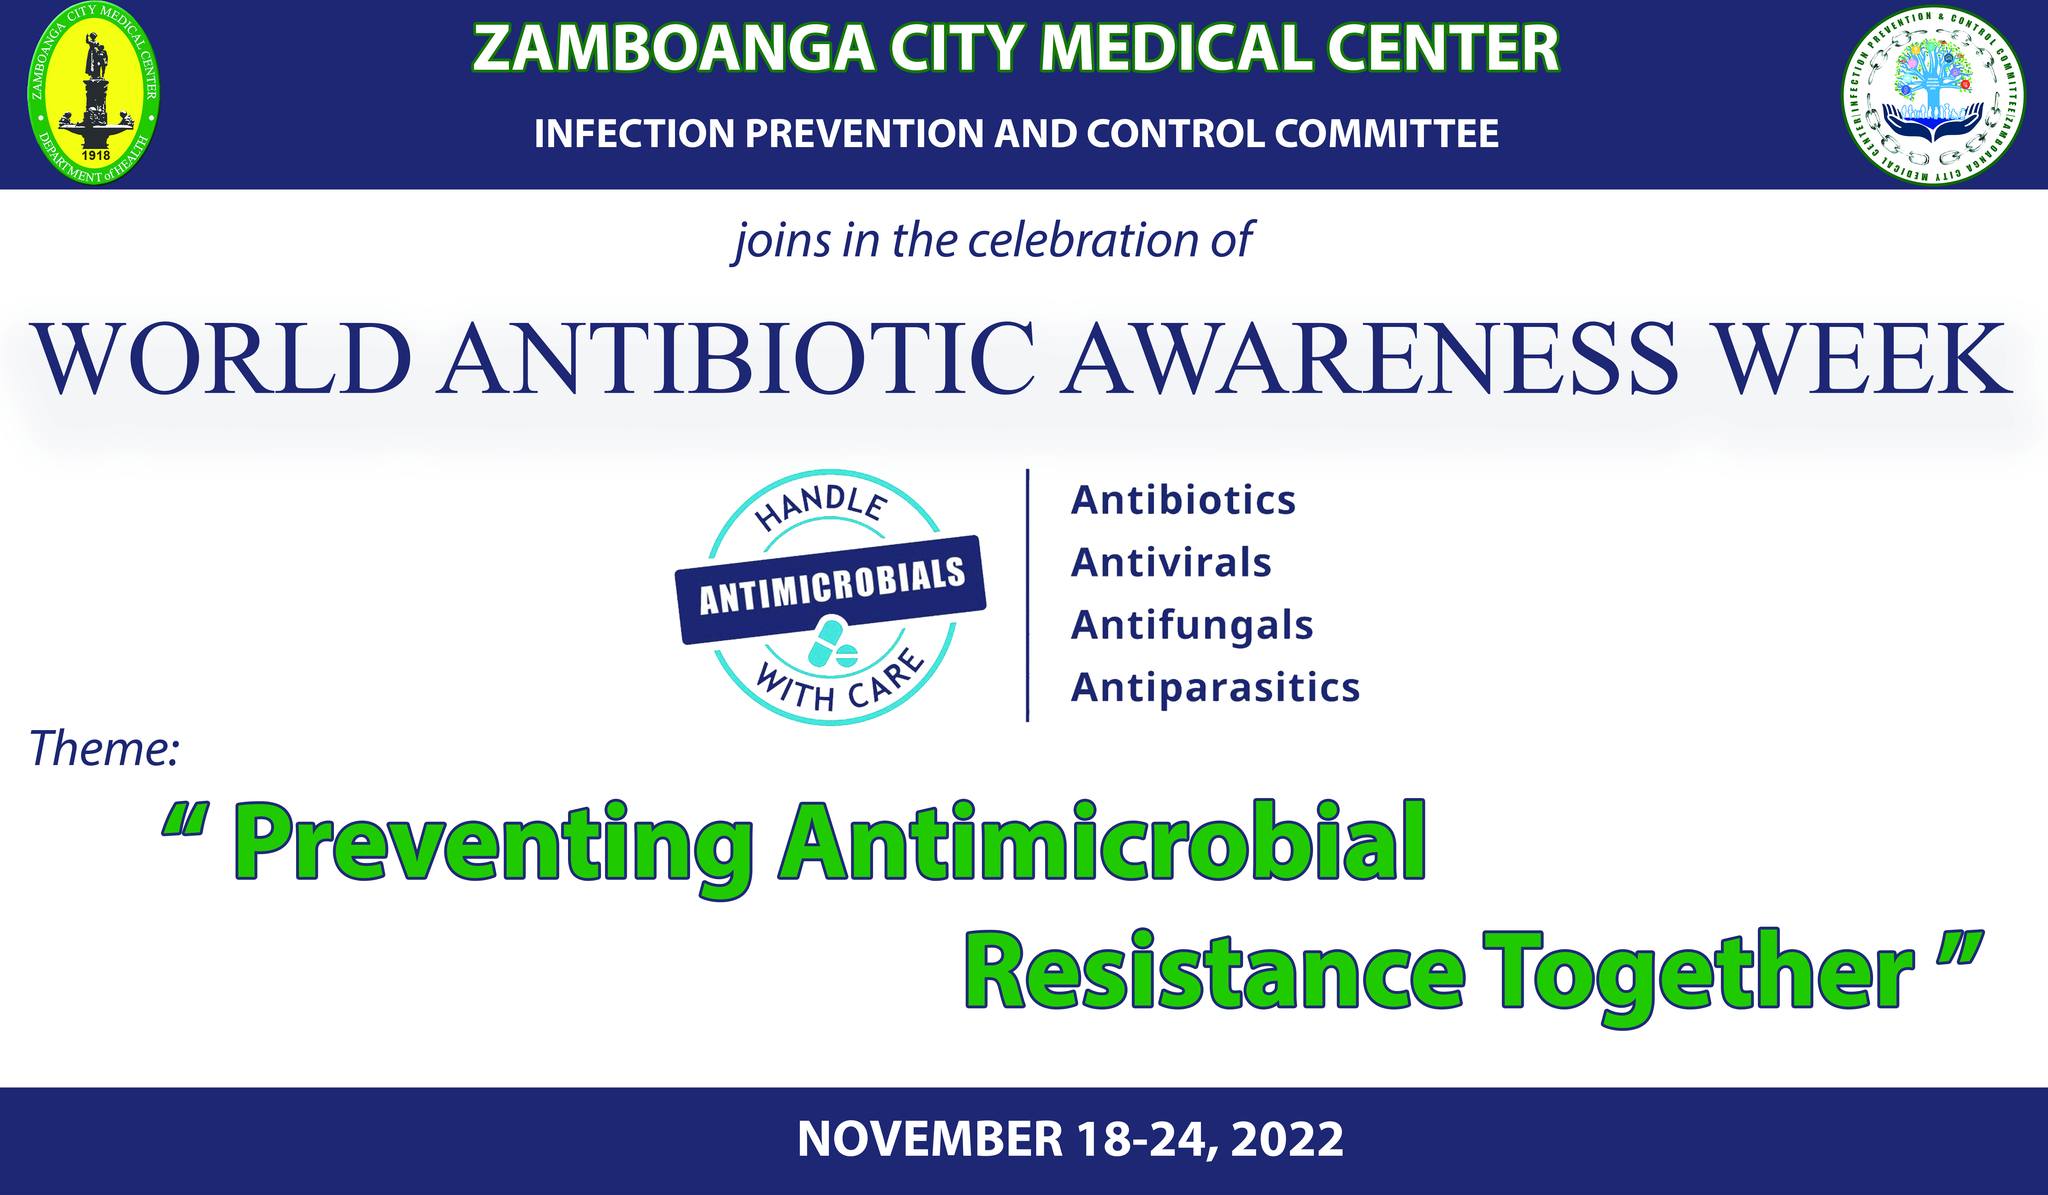 ZAMBOANGA CITY MEDICAL CENTER
DEPARTMENT of HEALTH
1918
ZAMBOANGA CITY MEDICAL CENTER
INFECTION PREVENTION AND CONTROL COMMITTEE
INFECTION PREVENTION & CONTROL COMMITTEE|ZAMBOANGA CITY MEDICAL CENTER|
joins in the celebration of
WORLD ANTIBIOTIC AWARENESS WEEK
HANDLE
ANTIMICROBIALS
WITH CARE
Antibiotics
Antivirals
Antifungals
Antiparasitics
Theme:
“ Preventing Antimicrobial
Resistance Together ”
NOVEMBER 18-24, 2022